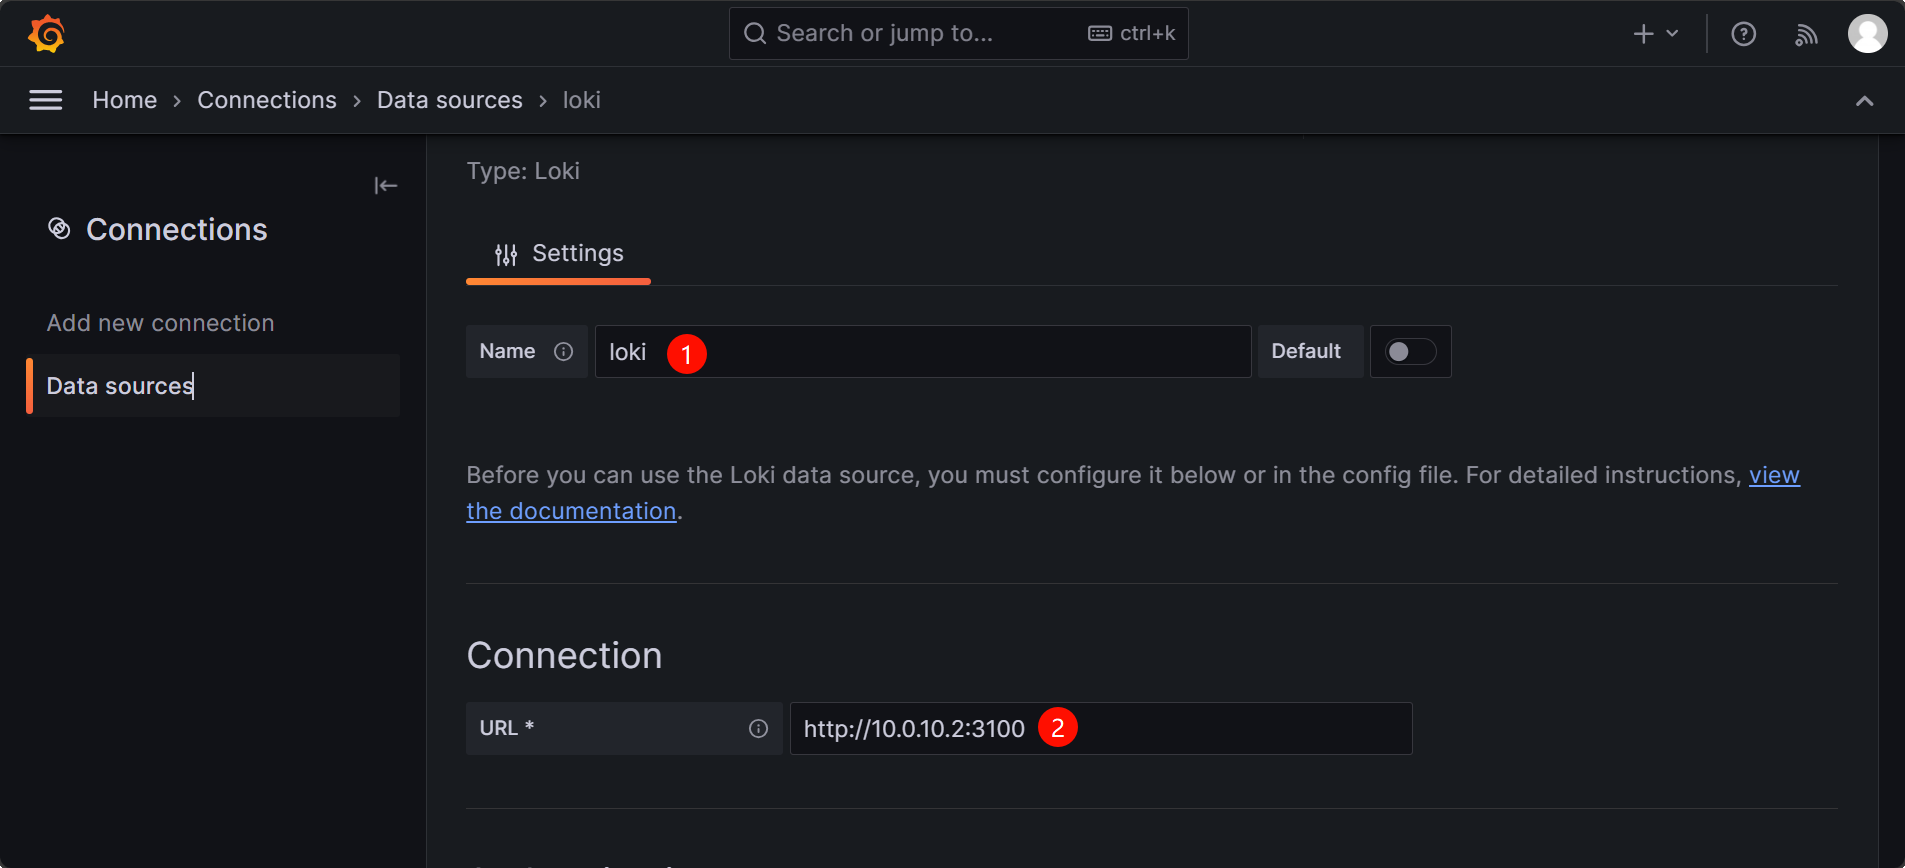 Search or jump to...
ctrl+k
Home
Connections
Data sources
loki
Type: Loki
Connections
Settings
Add new connection
Data sources
Name
loki
1
Default
Before you can use the Loki data source, you must configure it below or in the config file. For detailed instructions, view
the documentation.
Connection
URL *
http://10.0.10.2:3100
2